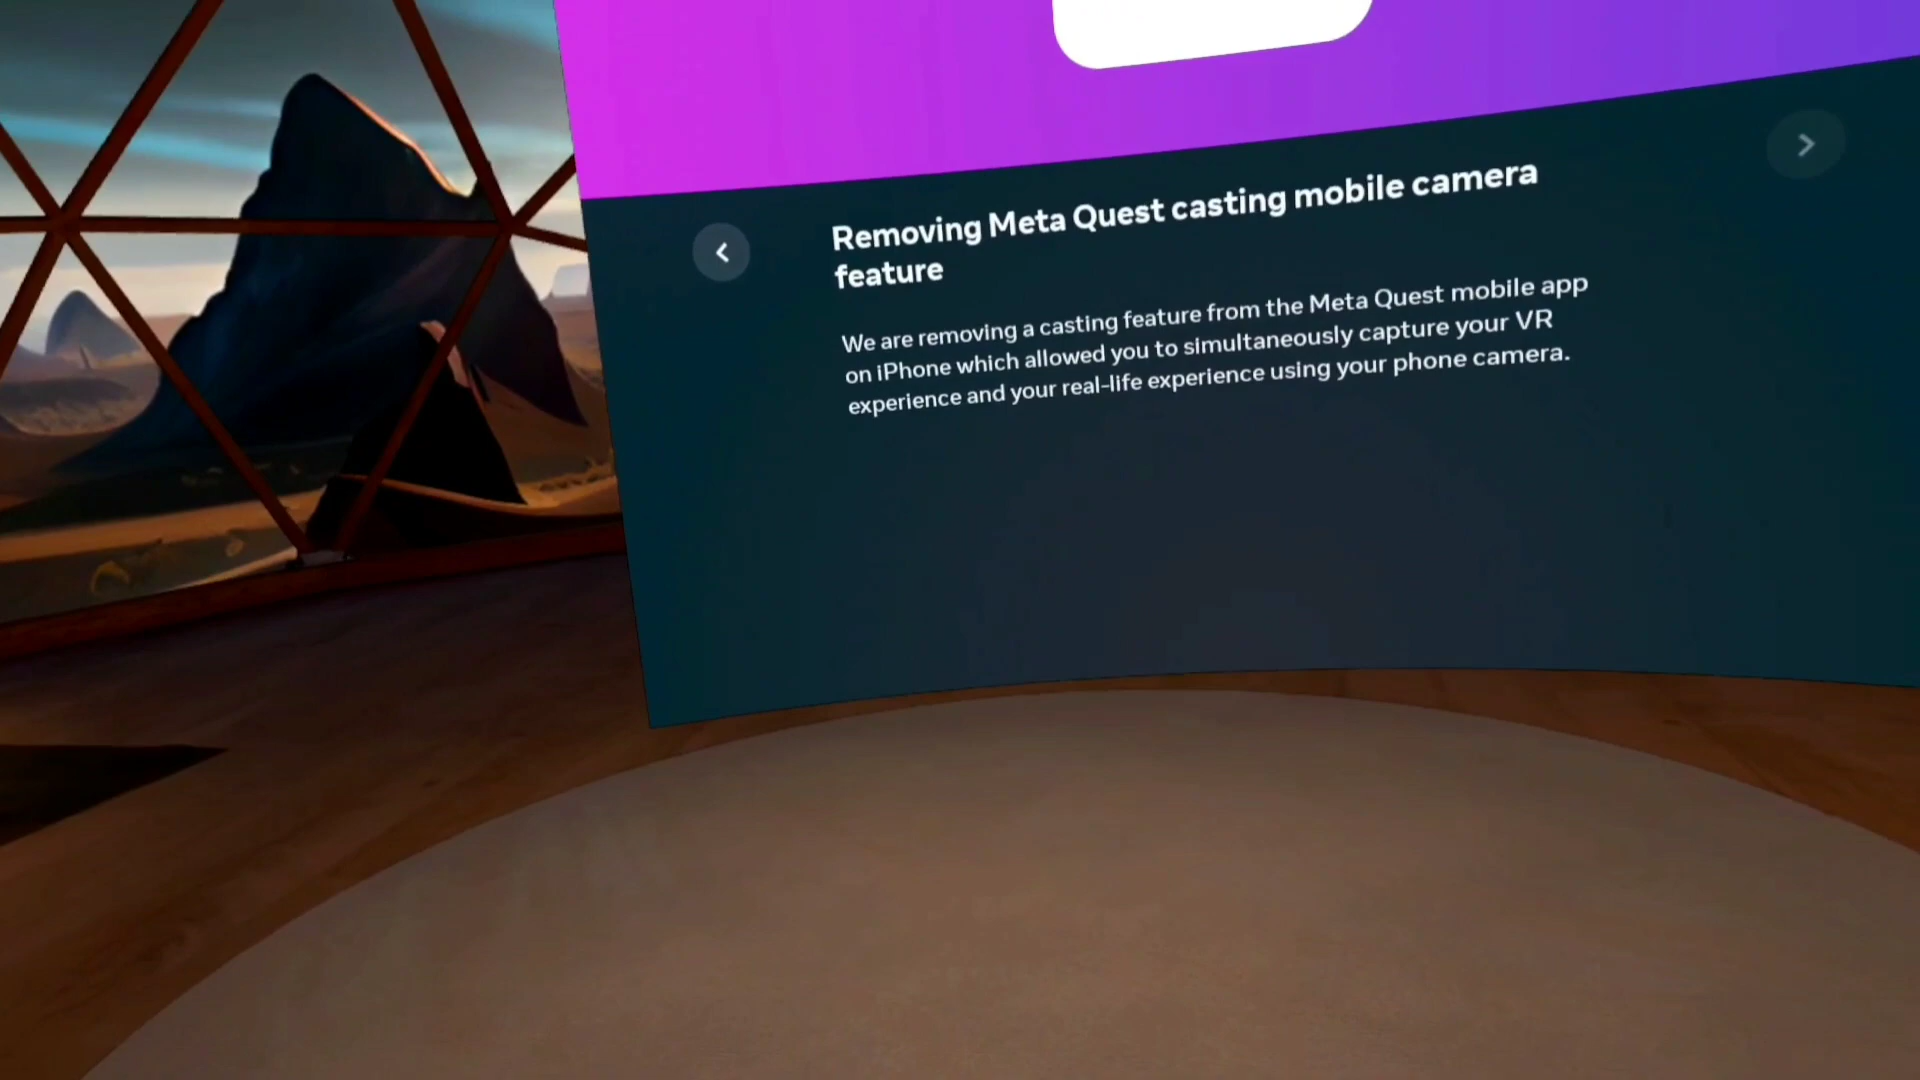 Removing Meta Quest casting mobile camera
feature
We are removing a casting feature from the Meta Quest mobile app
on iPhone which allowed you to simultaneously capture your VR
experience and your real-life experience using your phone camera.